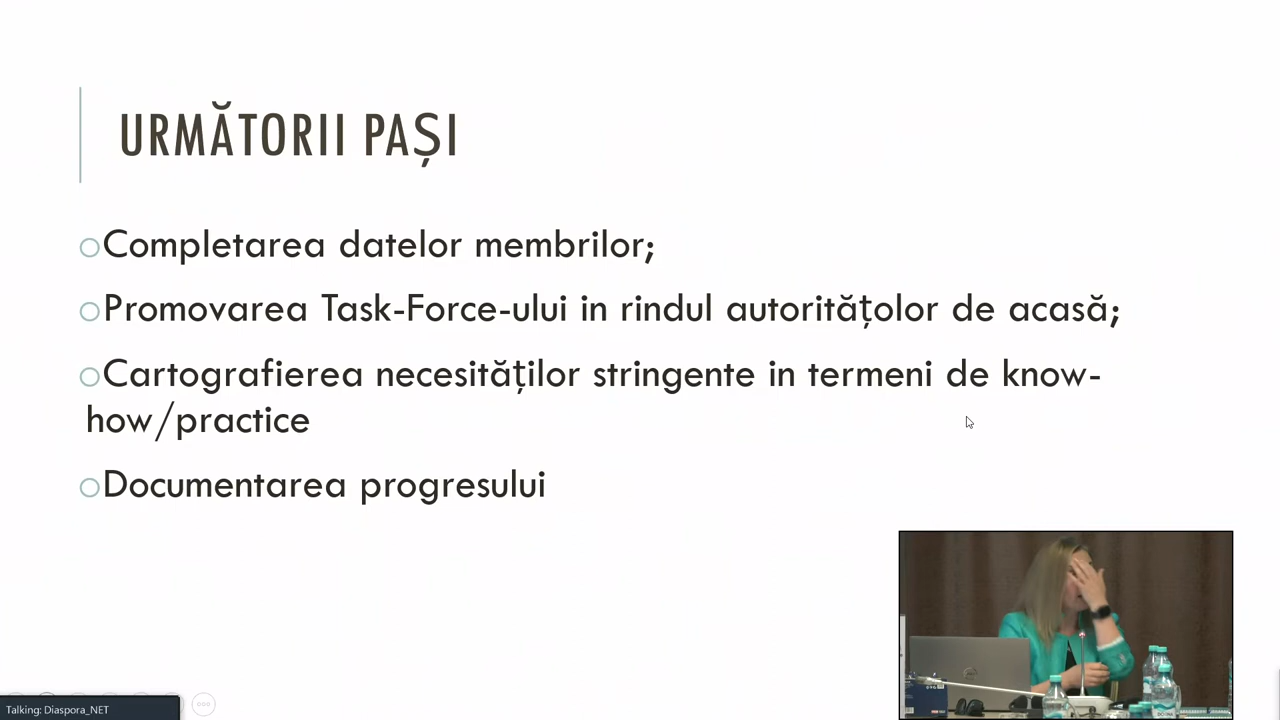 URMĂTORII PAȘI
Completarea datelor membrilor;
Promovarea Task-Force-ului in rindul autoritățolor de acasă;
Cartografierea necesităților stringente in termeni de know-
how/practice
Documentarea progresului
Talking: Diaspora_NET